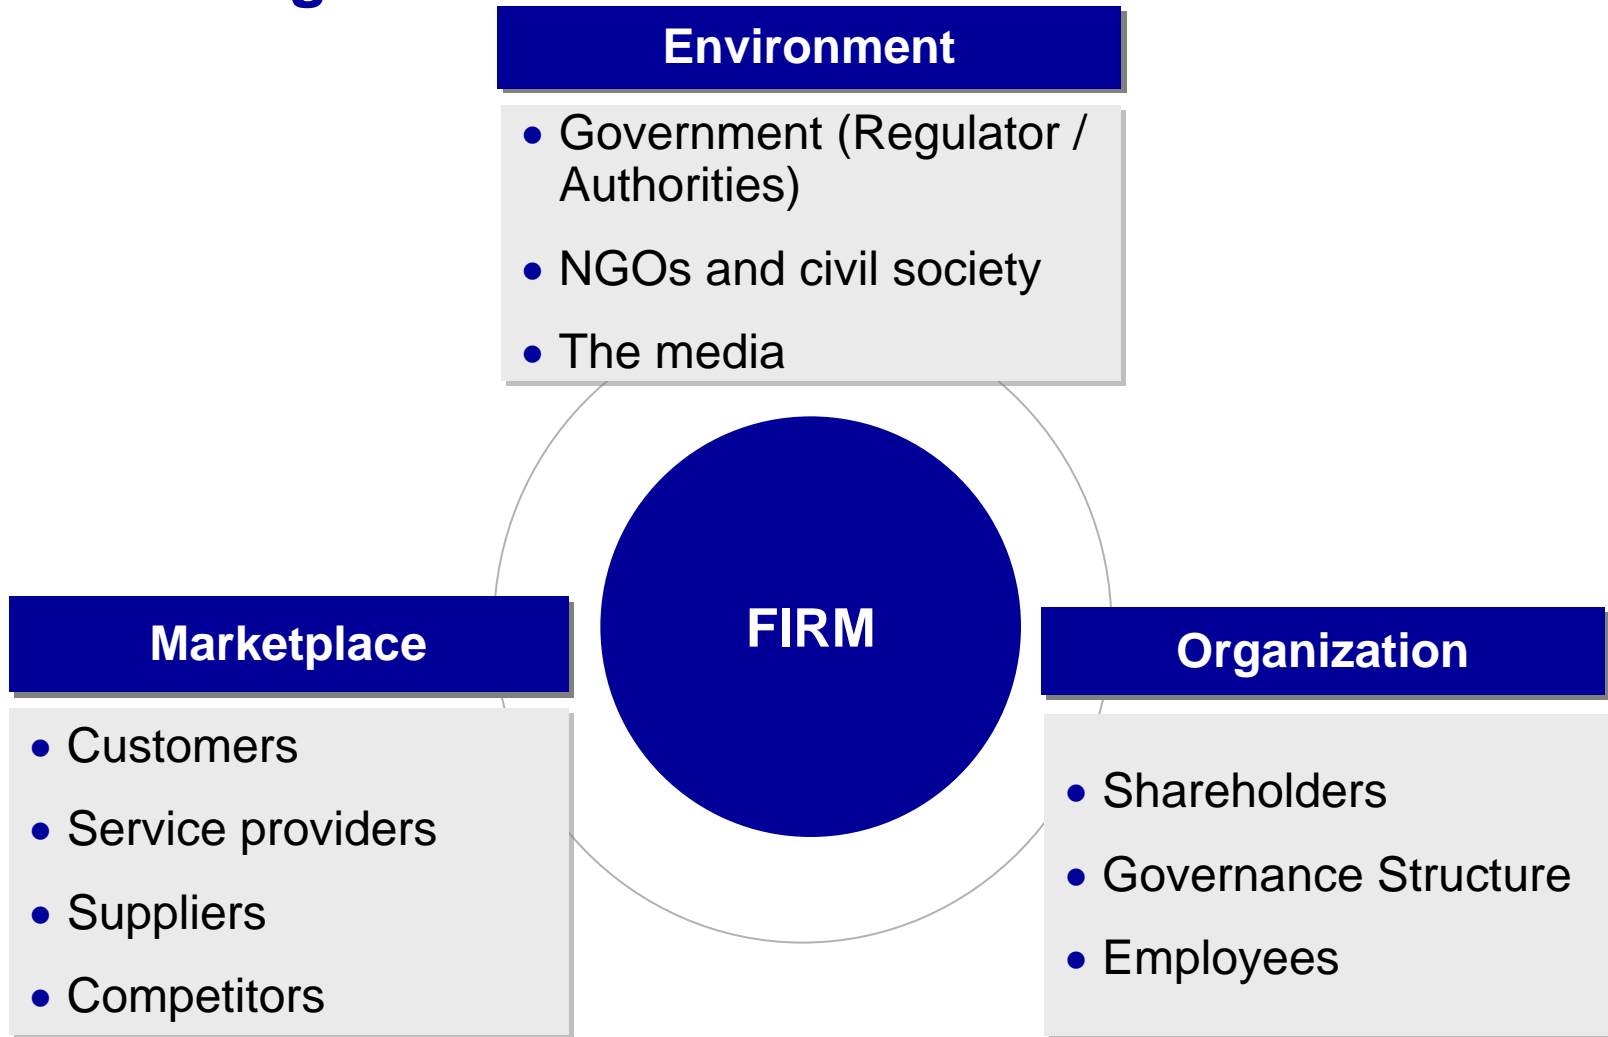 Environment
• Government (Regulator /
Authorities)
• NGOs and civil society
• The media
FIRM
Marketplace
• Customers
• Service providers
• Suppliers
• Competitors
Organization
• Shareholders
• Governance Structure
• Employees